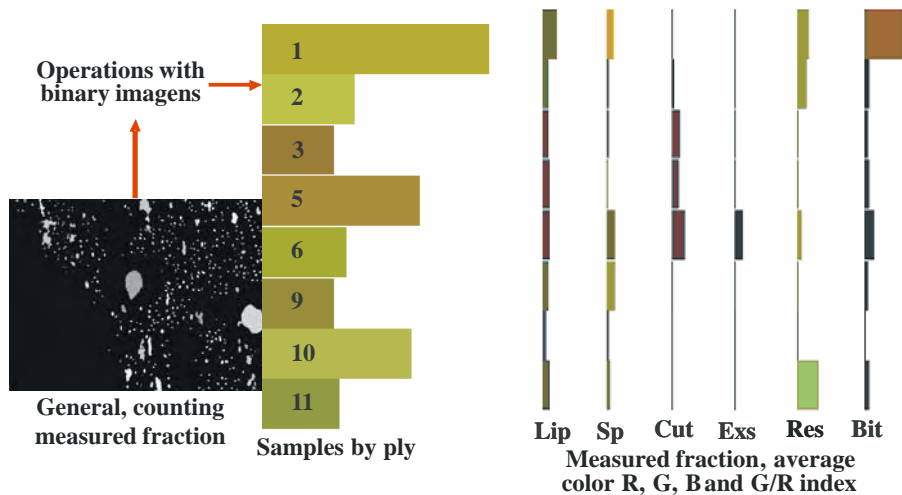 Operations with
binary imagens
General, counting
measured fraction
1
2
3
5
6
9
10
11
Samples by ply
Lip Sp Cut Exs Res Bit
Measured fraction, average
color R, G, B and G/R index